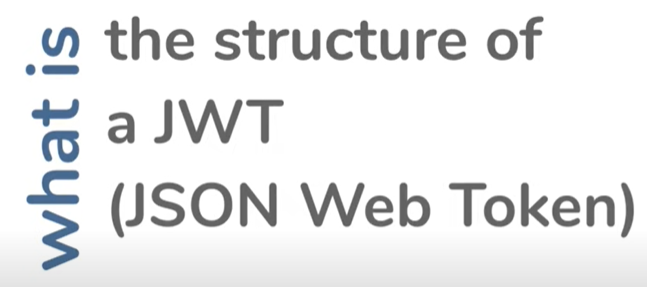 what is
the structure of
a JWT
(JSON Web Token)